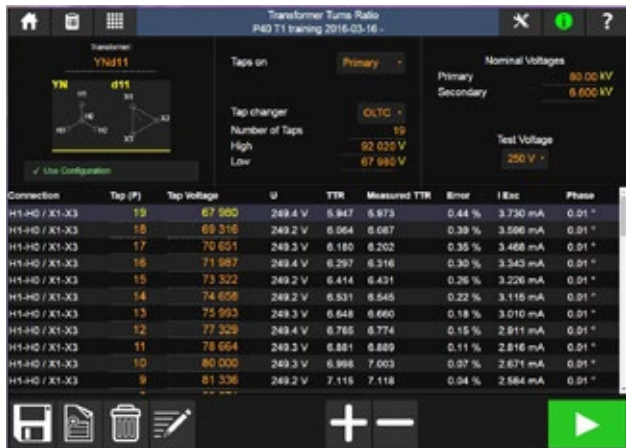 Transformer Turns Ratio
P40 T1 training 2016-03-16 -
?
Transformer
YNd11
YN d11
H1
H3 H2
X1
X2
X3
✓ Use Configuration
Taps on Primary
Tap changer OLTC
Number of Taps 19
High 92 020 V
Low 67 980 V
Nominal Voltages
Primary 80.00 kV
Secondary 6.600 kV
Test Voltage
250 V
Connection Tap (P) Tap Voltage U TTR Measured TTR Error I Exc Phase
H1-H0 / X1-X3 19 67 980 249.4 V 5.947 5.973 0.44 % 3.730 mA 0.01 °
H1-H0 / X1-X3 18 69 316 249.2 V 6.064 6.087 0.39 % 3.596 mA 0.01 °
H1-H0 / X1-X3 17 70 651 249.3 V 6.180 6.202 0.35 % 3.468 mA 0.01 °
H1-H0 / X1-X3 16 71 987 249.4 V 6.297 6.316 0.30 % 3.343 mA 0.01 °
H1-H0 / X1-X3 15 73 322 249.2 V 6.414 6.431 0.26 % 3.226 mA 0.01 °
H1-H0 / X1-X3 14 74 658 249.2 V 6.531 6.545 0.22 % 3.115 mA 0.01 °
H1-H0 / X1-X3 13 75 993 249.3 V 6.648 6.660 0.18 % 3.010 mA 0.01 °
H1-H0 / X1-X3 12 77 329 249.4 V 6.765 6.774 0.15 % 2.911 mA 0.01 °
H1-H0 / X1-X3 11 78 664 249.3 V 6.881 6.889 0.11 % 2.816 mA 0.01 °
H1-H0 / X1-X3 10 80 000 249.3 V 6.998 7.003 0.07 % 2.671 mA 0.01 °
H1-H0 / X1-X3 9 81 336 249.2 V 7.115 7.118 0.04 % 2.584 mA 0.01 °